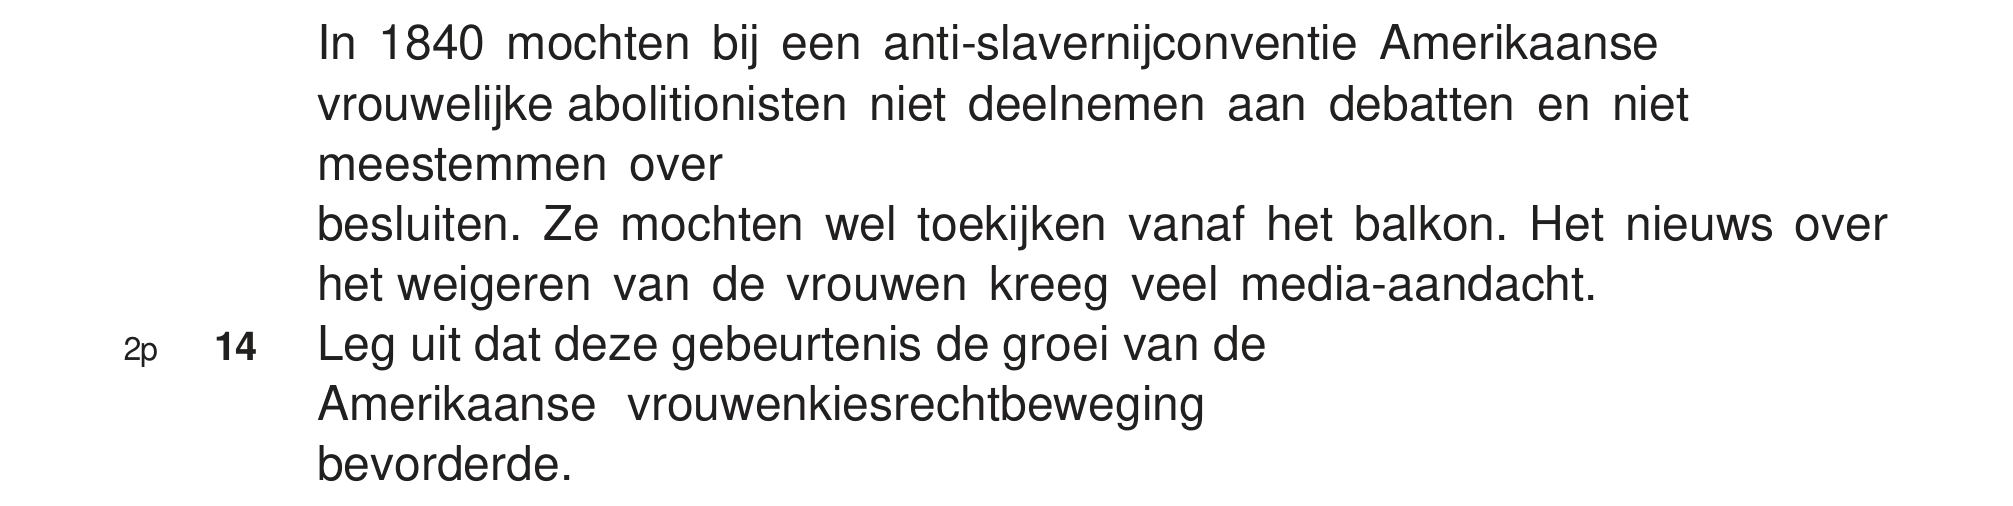 In 1840 mochten bij een anti-slavernijconventie Amerikaanse
vrouwelijke abolitionisten niet deelnemen aan debatten en niet
meestemmen over
besluiten. Ze mochten wel toekijken vanaf het balkon. Het nieuws over
het weigeren van de vrouwen kreeg veel media-aandacht.
2p 14 Leg uit dat deze gebeurtenis de groei van de
Amerikaanse vrouwenkiesrechtbeweging
bevorderde.